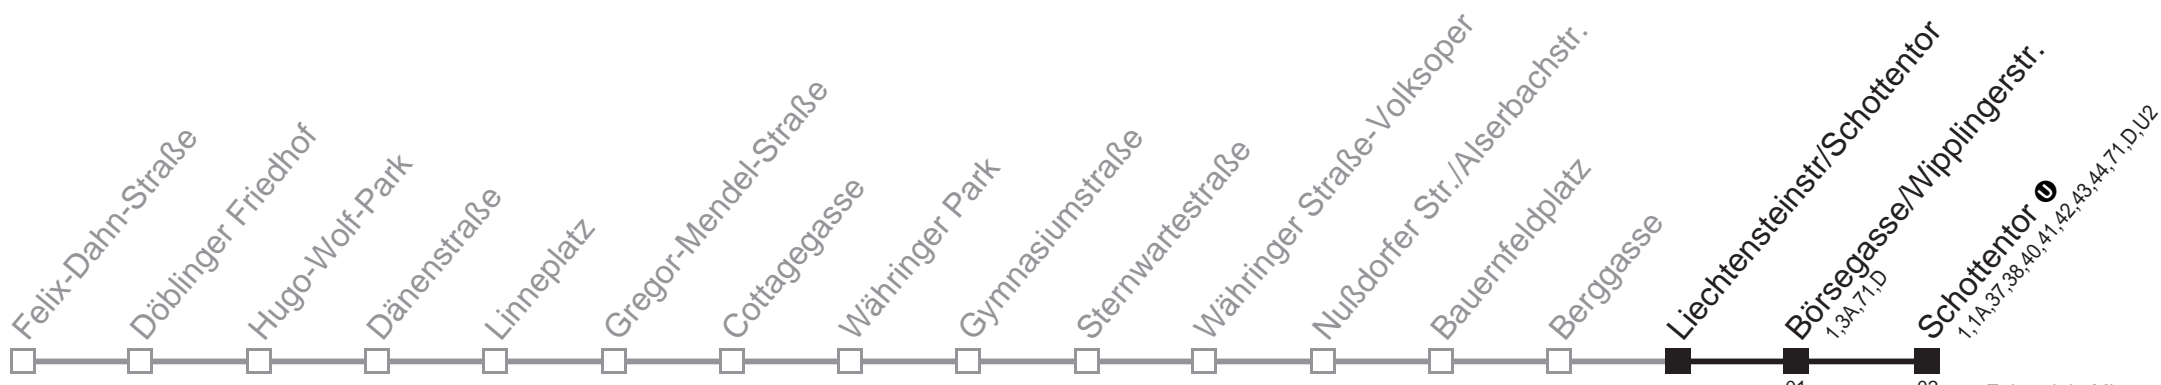 Felix-Dahn-Straße
Döblinger Friedhof
Hugo-Wolf-Park
Dänenstraße
Linneplatz
Gregor-Mendel-Straße
Cottagegasse
Währinger Park
Gymnasiumstraße
Sternwartestraße
Währinger Straße-Volksoper
Nußdorfer Str./Alserbachstr.
Bauernfeldplatz
Berggasse
Liechtensteinstr/Schottentor
Börsegasse/Wipplingerstr.
1,3A,71,D
Schottentor U
1,1A,37,38,40,41,42,43,44,71,D,U2